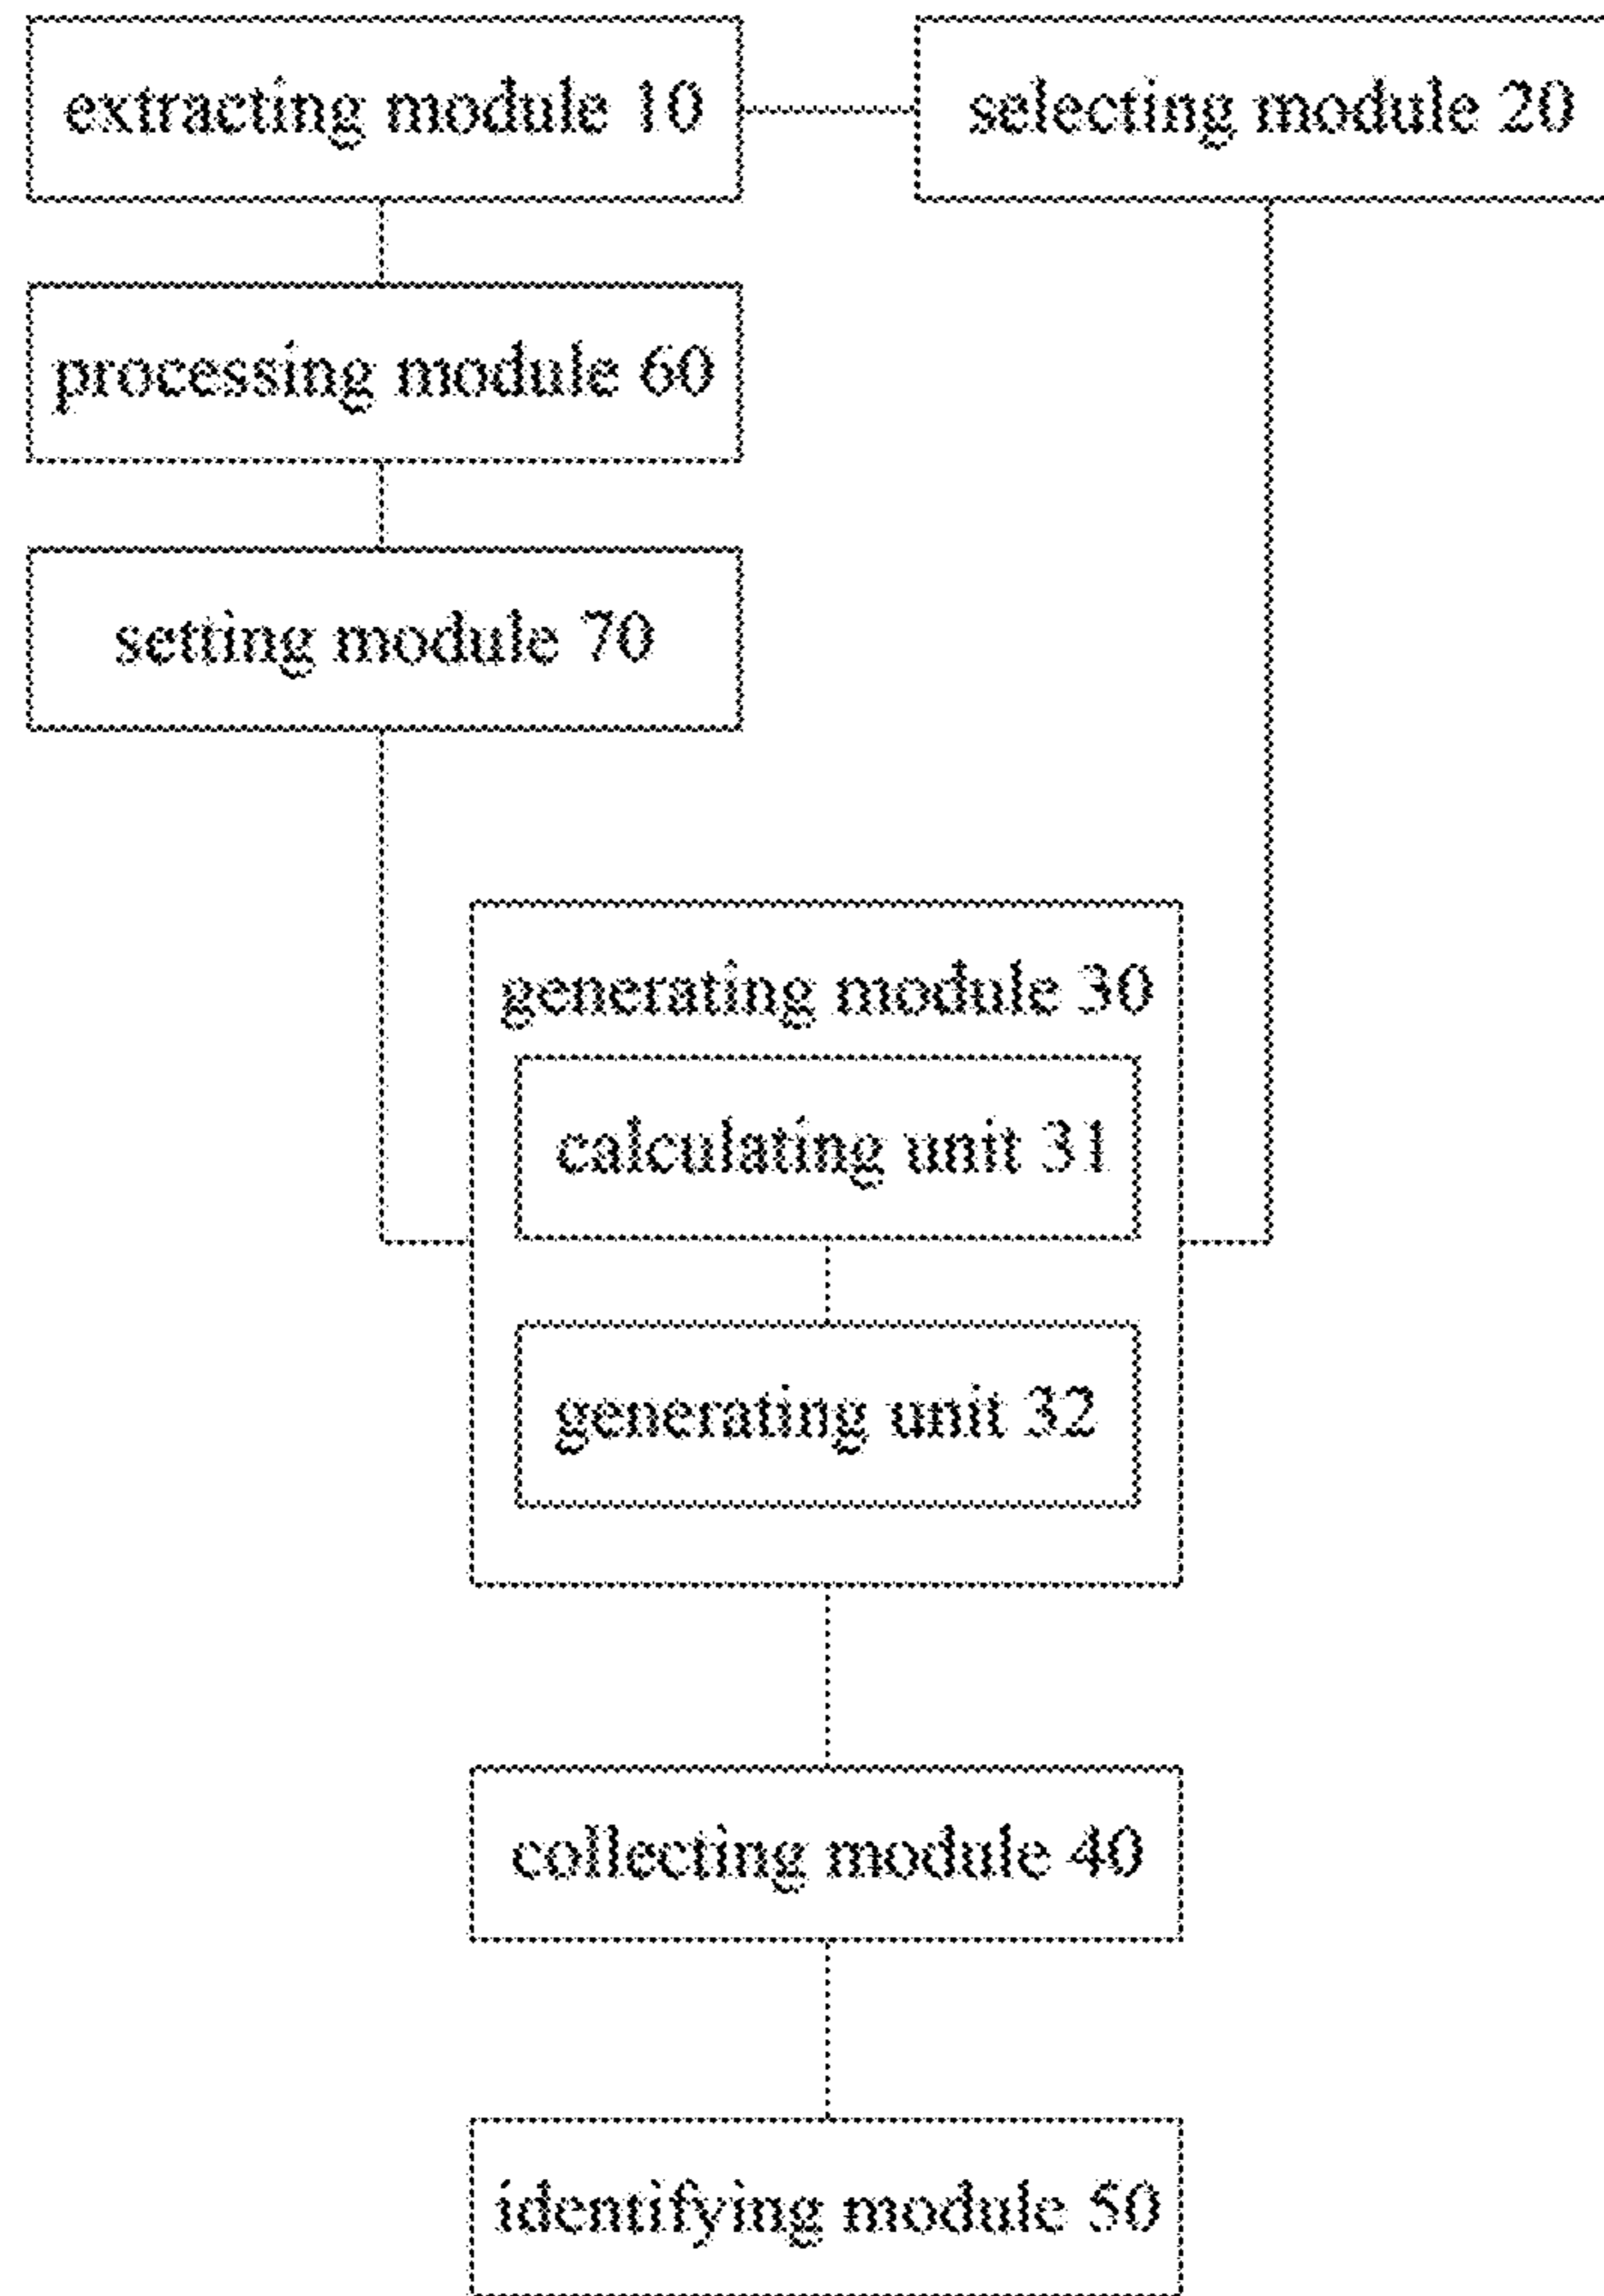 extracting module 10
selecting module 20
processing module 60
setting module 70
generating module 30
calculating unit 31
generating unit 32
collecting module 40
identifying module 50